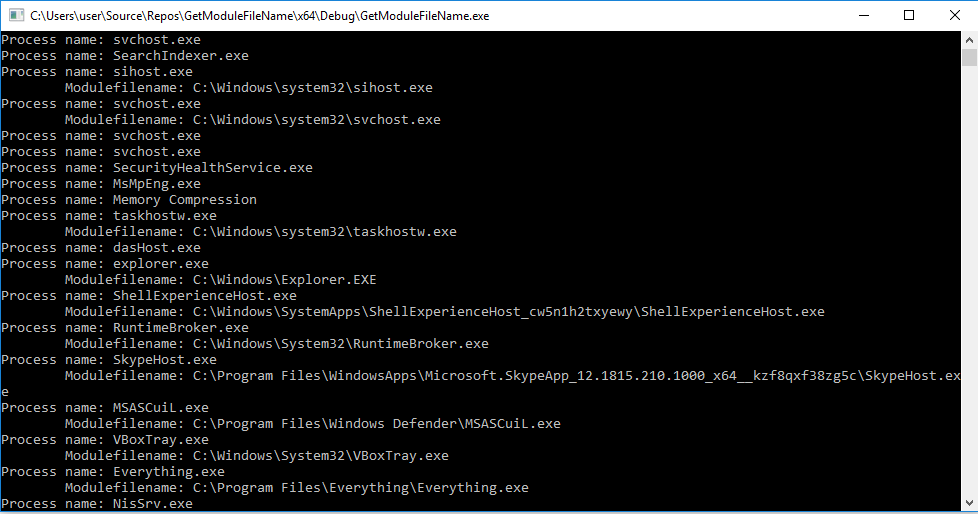 C:\Users\user\Source\Repos\GetModuleFileName\x64\Debug\GetModuleFileName.exe
Process name: svchost.exe
Process name: SearchIndexer.exe
Process name: sihost.exe
        Modulefilename: C:\Windows\system32\sihost.exe
Process name: svchost.exe
        Modulefilename: C:\Windows\system32\svchost.exe
Process name: svchost.exe
Process name: svchost.exe
Process name: SecurityHealthService.exe
Process name: MsMpEng.exe
Process name: Memory Compression
Process name: taskhostw.exe
        Modulefilename: C:\Windows\system32\taskhostw.exe
Process name: dasHost.exe
Process name: explorer.exe
        Modulefilename: C:\Windows\Explorer.EXE
Process name: ShellExperienceHost.exe
        Modulefilename: C:\Windows\SystemApps\ShellExperienceHost_cw5n1h2txyewy\ShellExperienceHost.exe
Process name: RuntimeBroker.exe
        Modulefilename: C:\Windows\System32\RuntimeBroker.exe
Process name: SkypeHost.exe
        Modulefilename: C:\Program Files\WindowsApps\Microsoft.SkypeApp_12.1815.210.1000_x64__kzf8qxf38zg5c\SkypeHost.ex
e
Process name: MSASCuiL.exe
        Modulefilename: C:\Program Files\Windows Defender\MSASCuiL.exe
Process name: VBoxTray.exe
        Modulefilename: C:\Windows\System32\VBoxTray.exe
Process name: Everything.exe
        Modulefilename: C:\Program Files\Everything\Everything.exe
Process name: NisSrv.exe